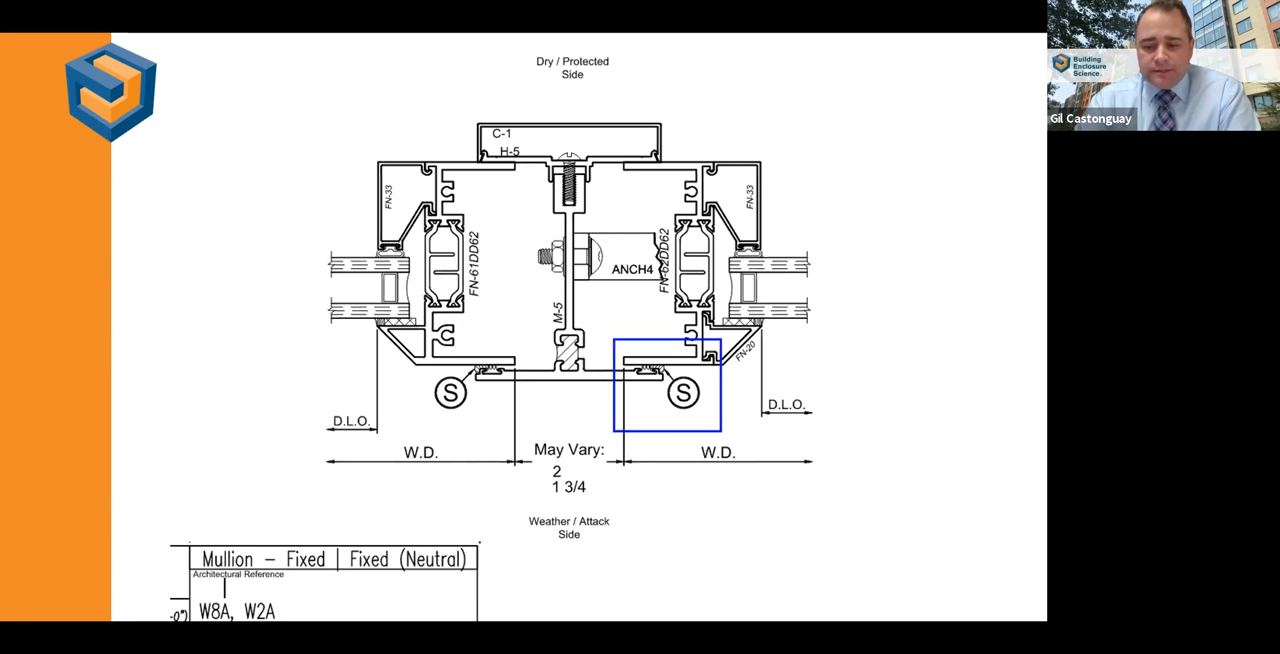 Dry / Protected
Side
Building
Enclosure
Science
Gil Castonguay
C-1
H-5
FN-33
FN-33
FN-61DD62
FN-62DD62
ANCH4
M-5
FN-20
S
S
D.L.O.
D.L.O.
W.D.
May Vary:
W.D.
2
1 3/4
Weather / Attack
Side
Mullion – Fixed | Fixed (Neutral)
Architectural Reference
-0")
W8A, W2A